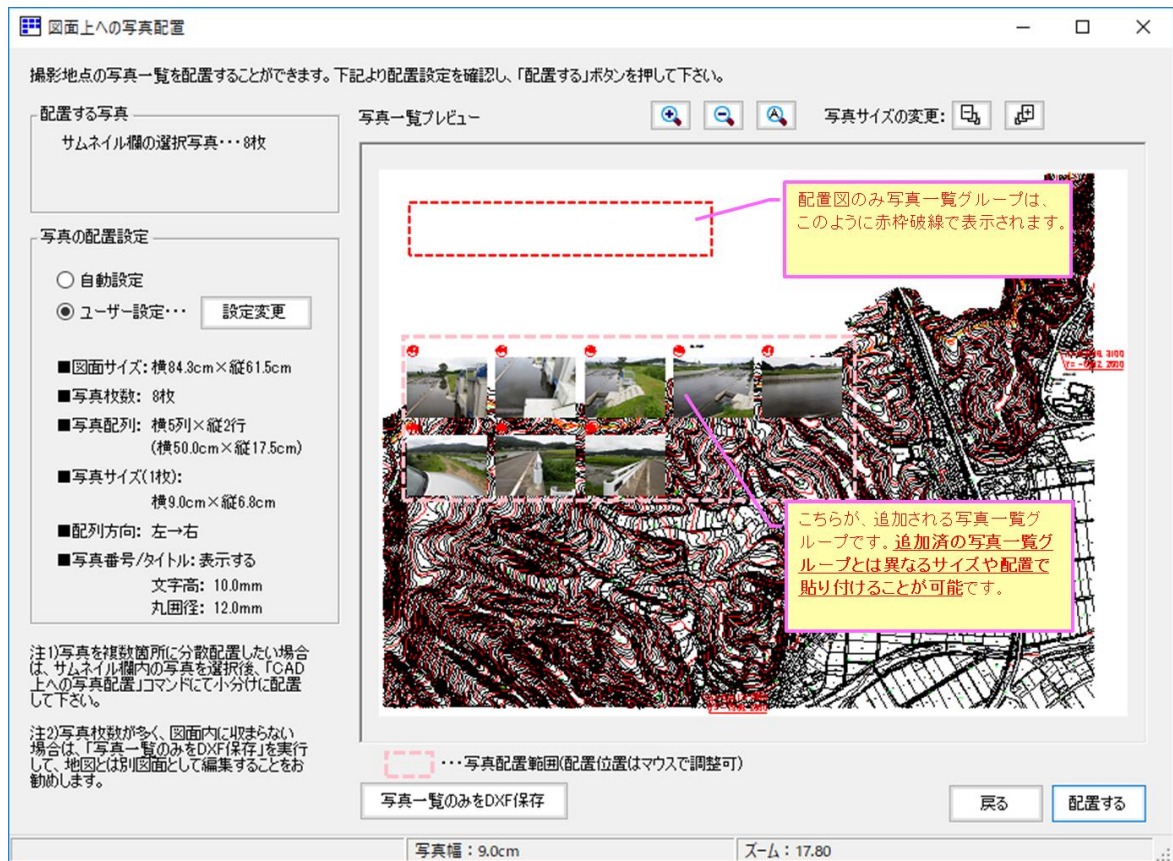 図面上への写真配置
撮影地点の写真一覧を配置することができます。下記より配置設定を確認し、「配置する」ボタンを押して下さい。
配置する写真
サムネイル欄の選択写真・・・8枚
写真の配置設定
自動設定
ユーザー設定・・・ 設定変更
■図面サイズ：横84.3cm×縦61.5cm
■写真枚数： 8枚
■写真配列： 横5列×縦2行
(横50.0cm×縦17.5cm)
■写真サイズ(1枚)：
横9.0cm×縦6.8cm
■配列方向： 左→右
■写真番号/タイトル：表示する
文字高： 10.0mm
丸囲径： 12.0mm
注1)写真を複数箇所に分散配置したい場合
は、サムネイル欄内の写真を選択後、「CAD
上への写真配置」コマンドにて小分けに配置
して下さい。
注2)写真枚数が多く、図面内に収まらない
場合は、「写真一覧のみをDXF保存」を実行
して、地図とは別図面として編集することをお
勧めします。
写真一覧プレビュー
写真サイズの変更：
配置図のみ写真一覧グループは、
このように赤枠破線で表示されます。
こちらが、追加される写真一覧グ
ループです。追加済の写真一覧グ
ループとは異なるサイズや配置で
貼り付けることが可能です。
・・・写真配置範囲(配置位置はマウスで調整可)
写真一覧のみをDXF保存
戻る
配置する
写真幅：9.0cm
ズーム：17.80